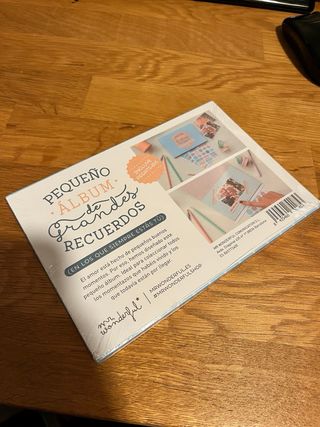 PEQUEÑO
ÁLBUM
de
grandes
RECUERDOS
(EN LOS QUE SIEMPRE ESTÁS TÚ)
El amor está hecho de pequeños buenos
momentos. Por eso, hemos diseñado este
pequeño álbum. Ideal para coleccionar todos
los momentazos que habéis vivido y los
que todavía están por llegar.
mr.
wonderful*
MRWONDERFUL.ES
#MRWONDERFULSHOP